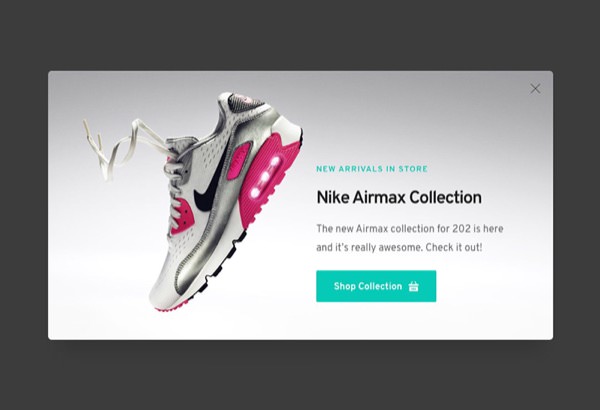 NEW ARRIVALS IN STORE
Nike Airmax Collection
The new Airmax collection for 202 is here
and it's really awesome. Check it out!
Shop Collection